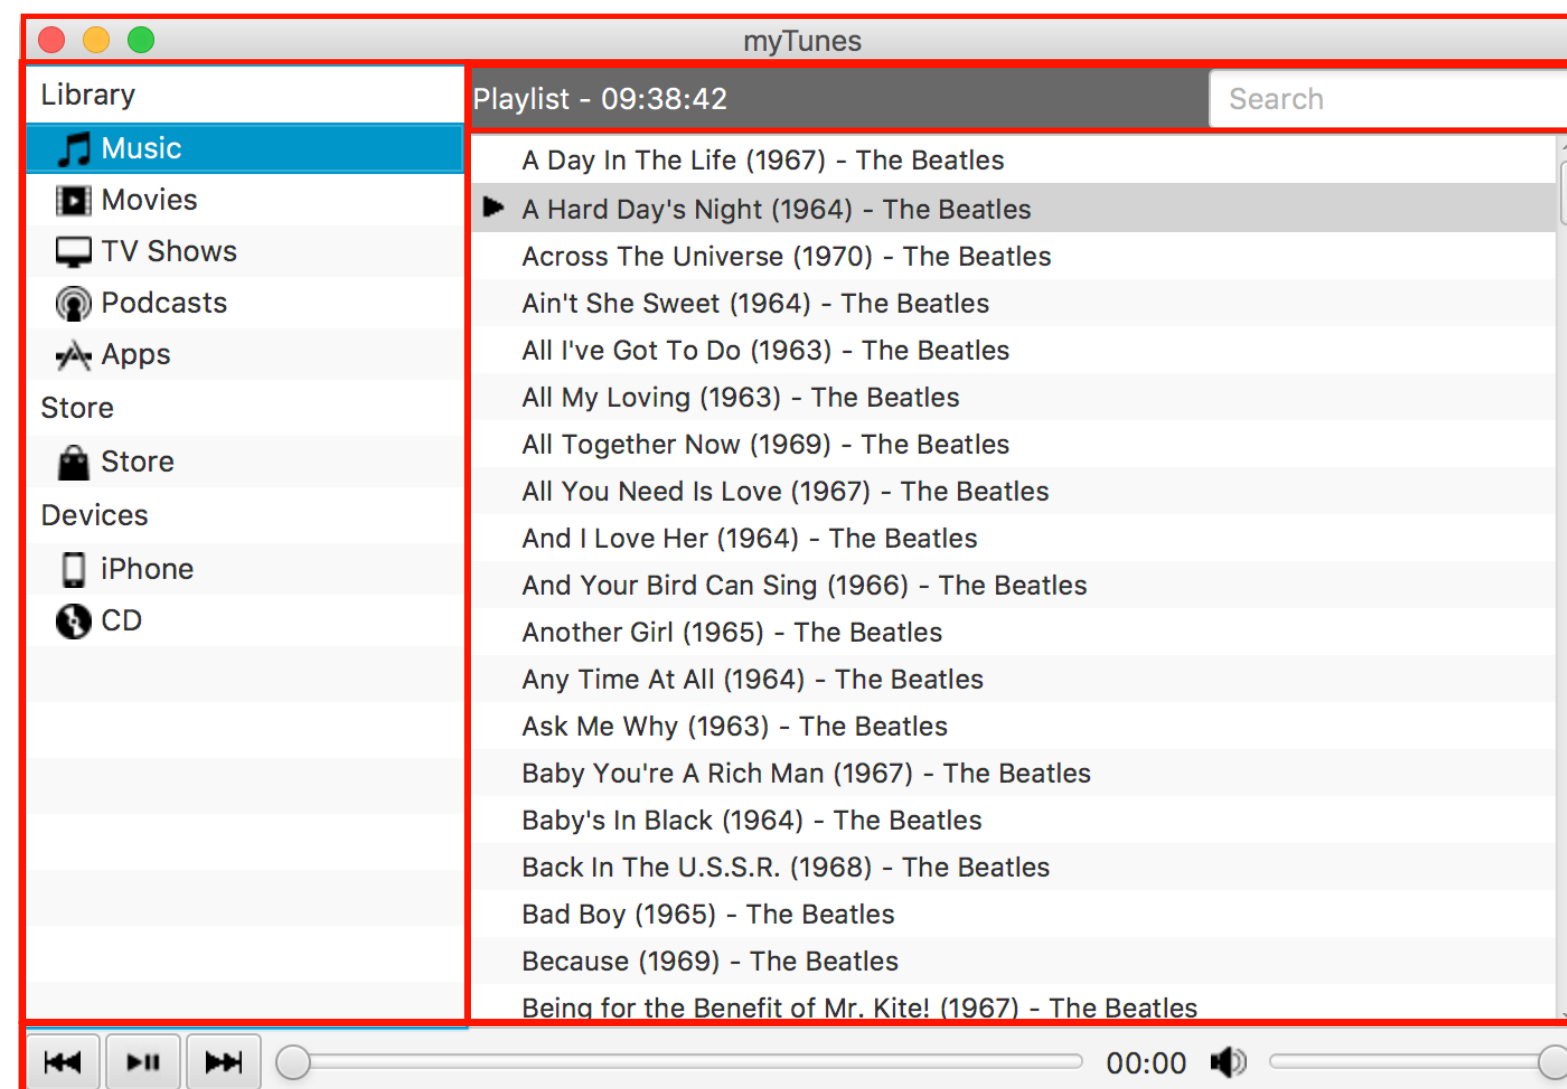 myTunes
Library
Music
Movies
TV Shows
Podcasts
Apps
Store
Store
Devices
iPhone
CD
Playlist - 09:38:42
Search
A Day In The Life (1967) - The Beatles
A Hard Day's Night (1964) - The Beatles
Across The Universe (1970) - The Beatles
Ain't She Sweet (1964) - The Beatles
All I've Got To Do (1963) - The Beatles
All My Loving (1963) - The Beatles
All Together Now (1969) - The Beatles
All You Need Is Love (1967) - The Beatles
And I Love Her (1964) - The Beatles
And Your Bird Can Sing (1966) - The Beatles
Another Girl (1965) - The Beatles
Any Time At All (1964) - The Beatles
Ask Me Why (1963) - The Beatles
Baby You're A Rich Man (1967) - The Beatles
Baby's In Black (1964) - The Beatles
Back In The U.S.S.R. (1968) - The Beatles
Bad Boy (1965) - The Beatles
Because (1969) - The Beatles
Being for the Benefit of Mr. Kite! (1967) - The Beatles
00:00